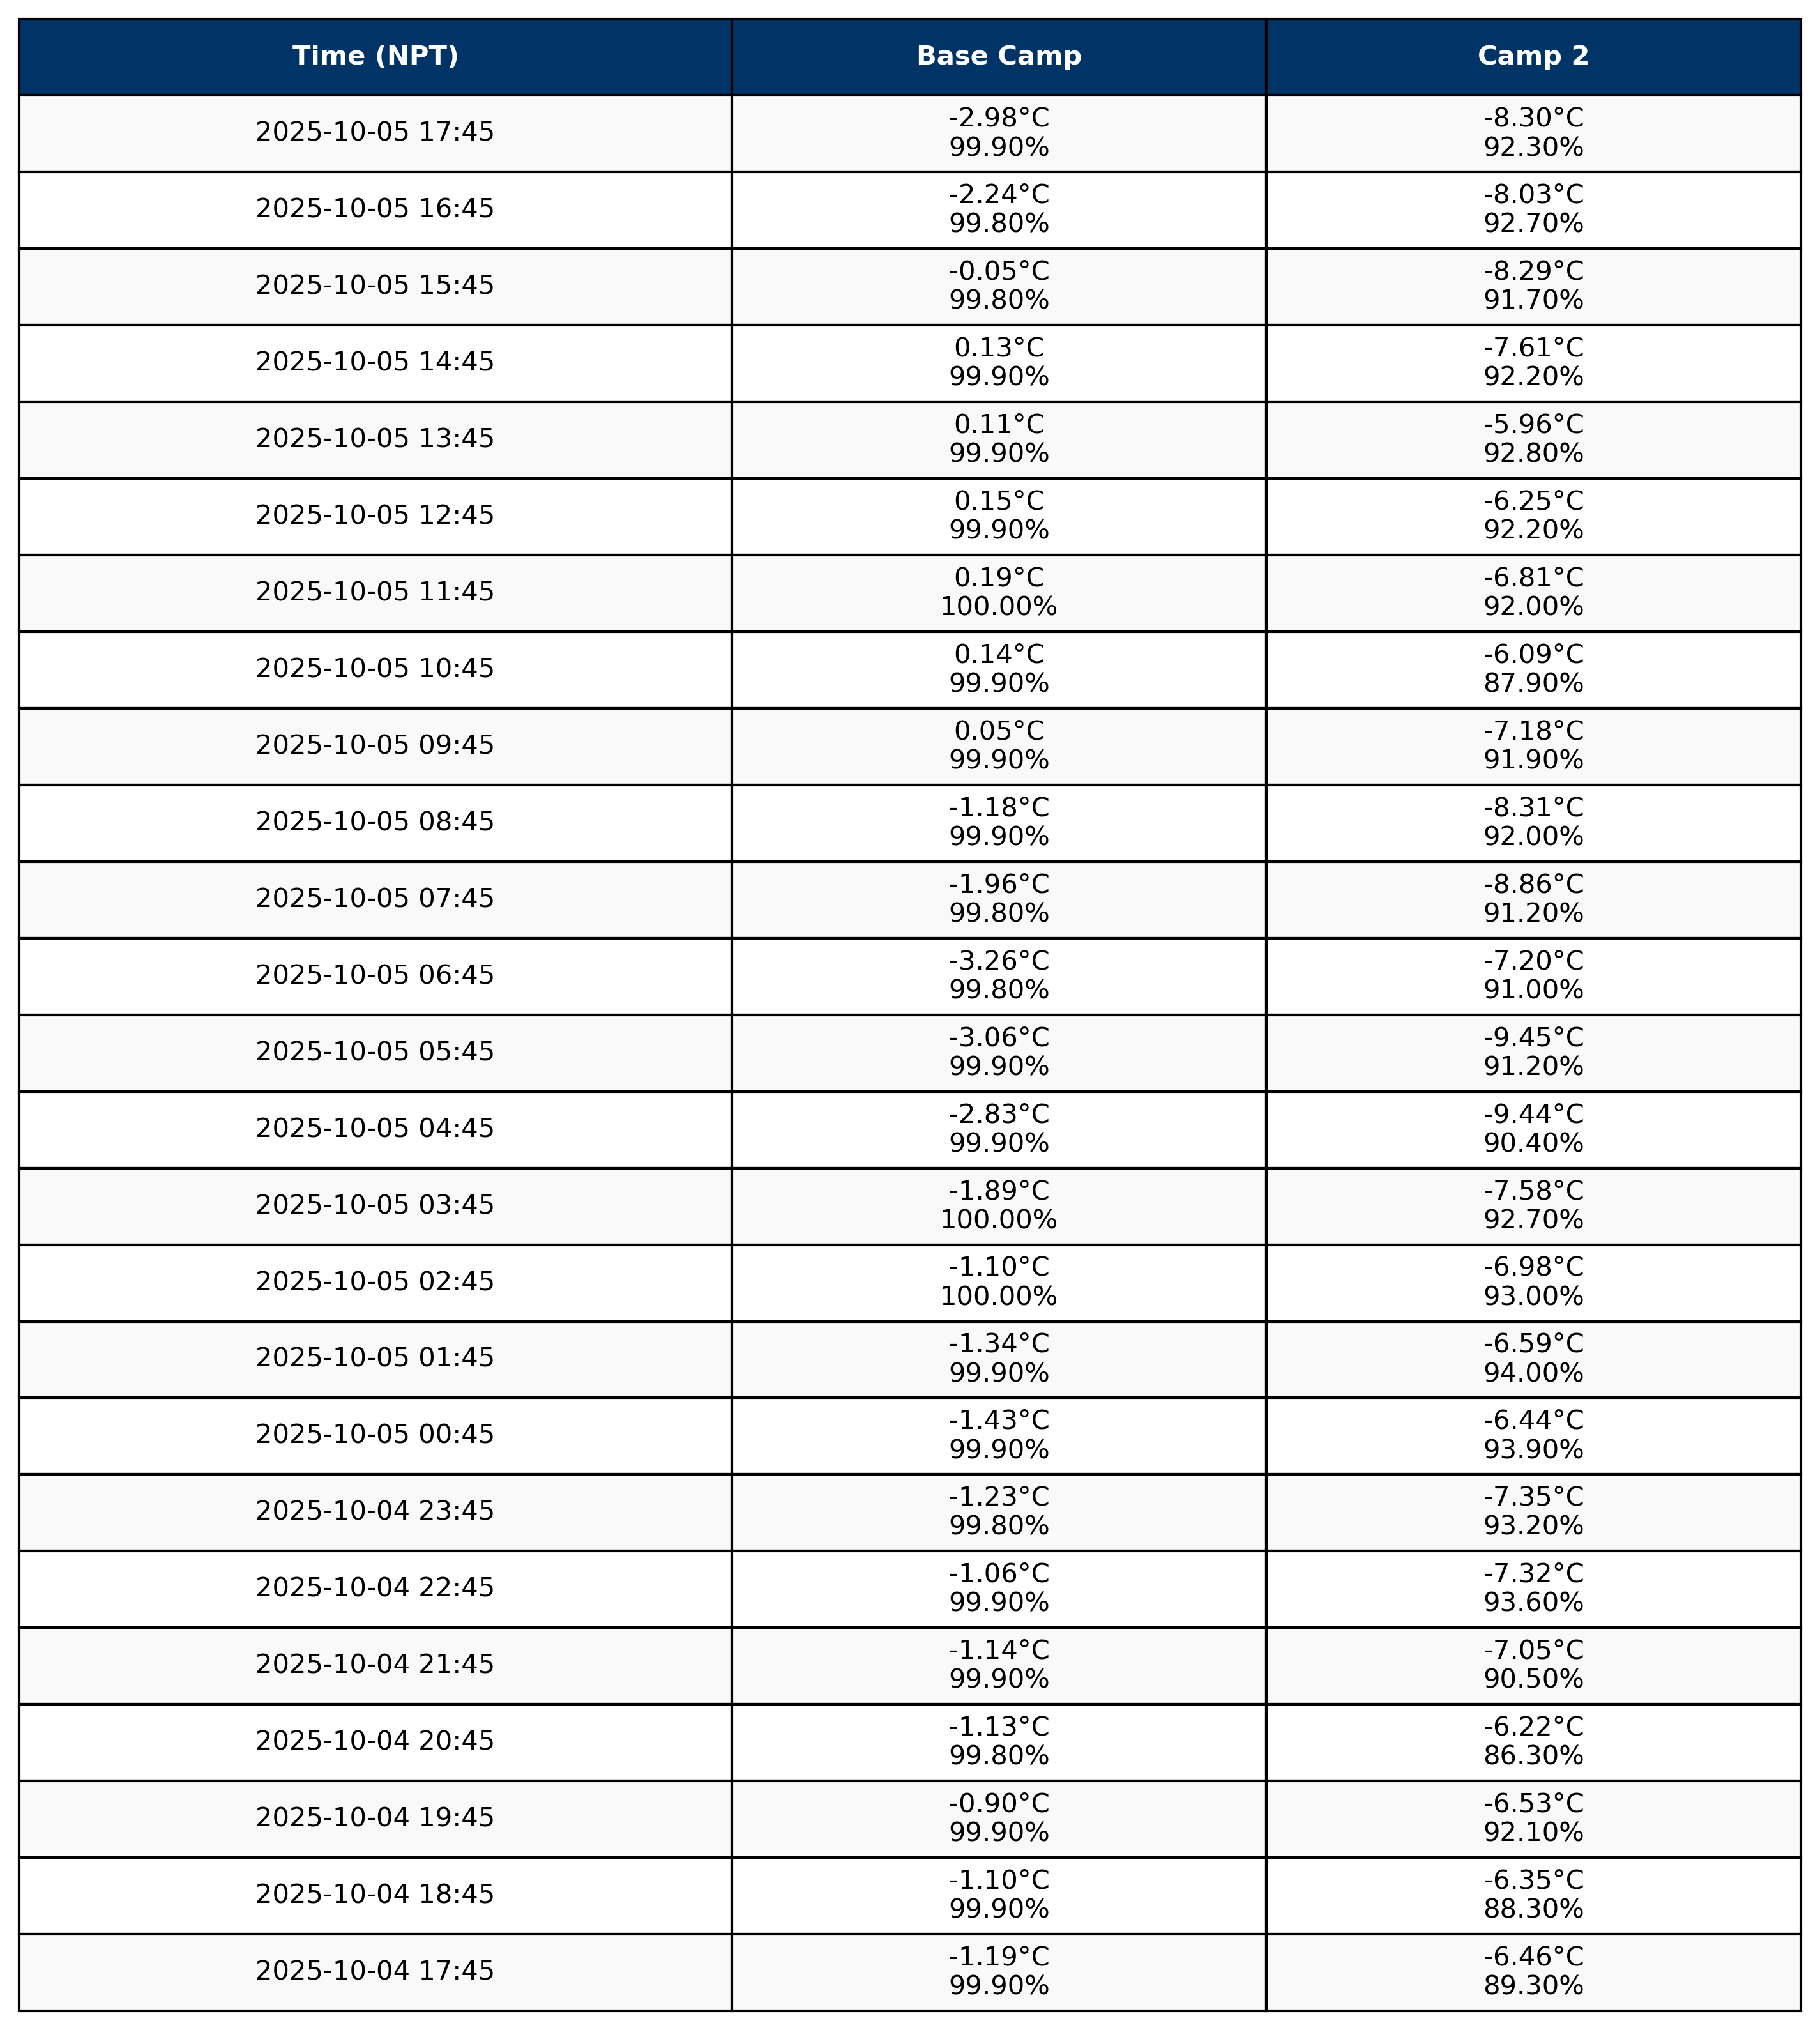 Time (NPT) Base Camp Camp 2
2025-10-05 17:45 -2.98°C -8.30°C
99.90% 92.30%
2025-10-05 16:45 -2.24°C -8.03°C
99.80% 92.70%
2025-10-05 15:45 -0.05°C -8.29°C
99.80% 91.70%
2025-10-05 14:45 0.13°C -7.61°C
99.90% 92.20%
2025-10-05 13:45 0.11°C -5.96°C
99.90% 92.80%
2025-10-05 12:45 0.15°C -6.25°C
99.90% 92.20%
2025-10-05 11:45 0.19°C -6.81°C
100.00% 92.00%
2025-10-05 10:45 0.14°C -6.09°C
99.90% 87.90%
2025-10-05 09:45 0.05°C -7.18°C
99.90% 91.90%
2025-10-05 08:45 -1.18°C -8.31°C
99.90% 92.00%
2025-10-05 07:45 -1.96°C -8.86°C
99.80% 91.20%
2025-10-05 06:45 -3.26°C -7.20°C
99.80% 91.00%
2025-10-05 05:45 -3.06°C -9.45°C
99.90% 91.20%
2025-10-05 04:45 -2.83°C -9.44°C
99.90% 90.40%
2025-10-05 03:45 -1.89°C -7.58°C
100.00% 92.70%
2025-10-05 02:45 -1.10°C -6.98°C
100.00% 93.00%
2025-10-05 01:45 -1.34°C -6.59°C
99.90% 94.00%
2025-10-05 00:45 -1.43°C -6.44°C
99.90% 93.90%
2025-10-04 23:45 -1.23°C -7.35°C
99.80% 93.20%
2025-10-04 22:45 -1.06°C -7.32°C
99.90% 93.60%
2025-10-04 21:45 -1.14°C -7.05°C
99.90% 90.50%
2025-10-04 20:45 -1.13°C -6.22°C
99.80% 86.30%
2025-10-04 19:45 -0.90°C -6.53°C
99.90% 92.10%
2025-10-04 18:45 -1.10°C -6.35°C
99.90% 88.30%
2025-10-04 17:45 -1.19°C -6.46°C
99.90% 89.30%